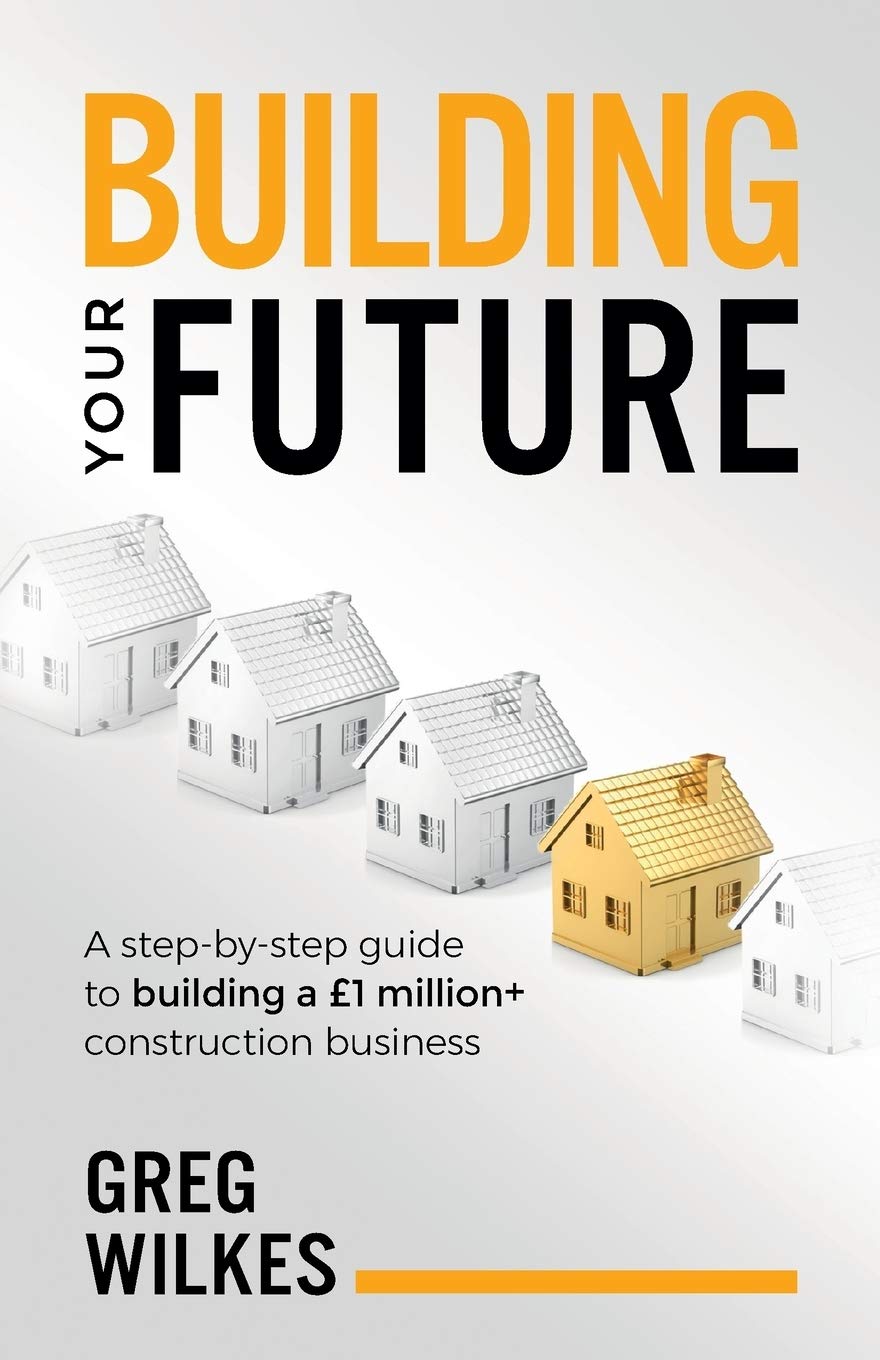 BUILDING
YOUR FUTURE
A step-by-step guide
to building a £1 million+
construction business
GREG
WILKES